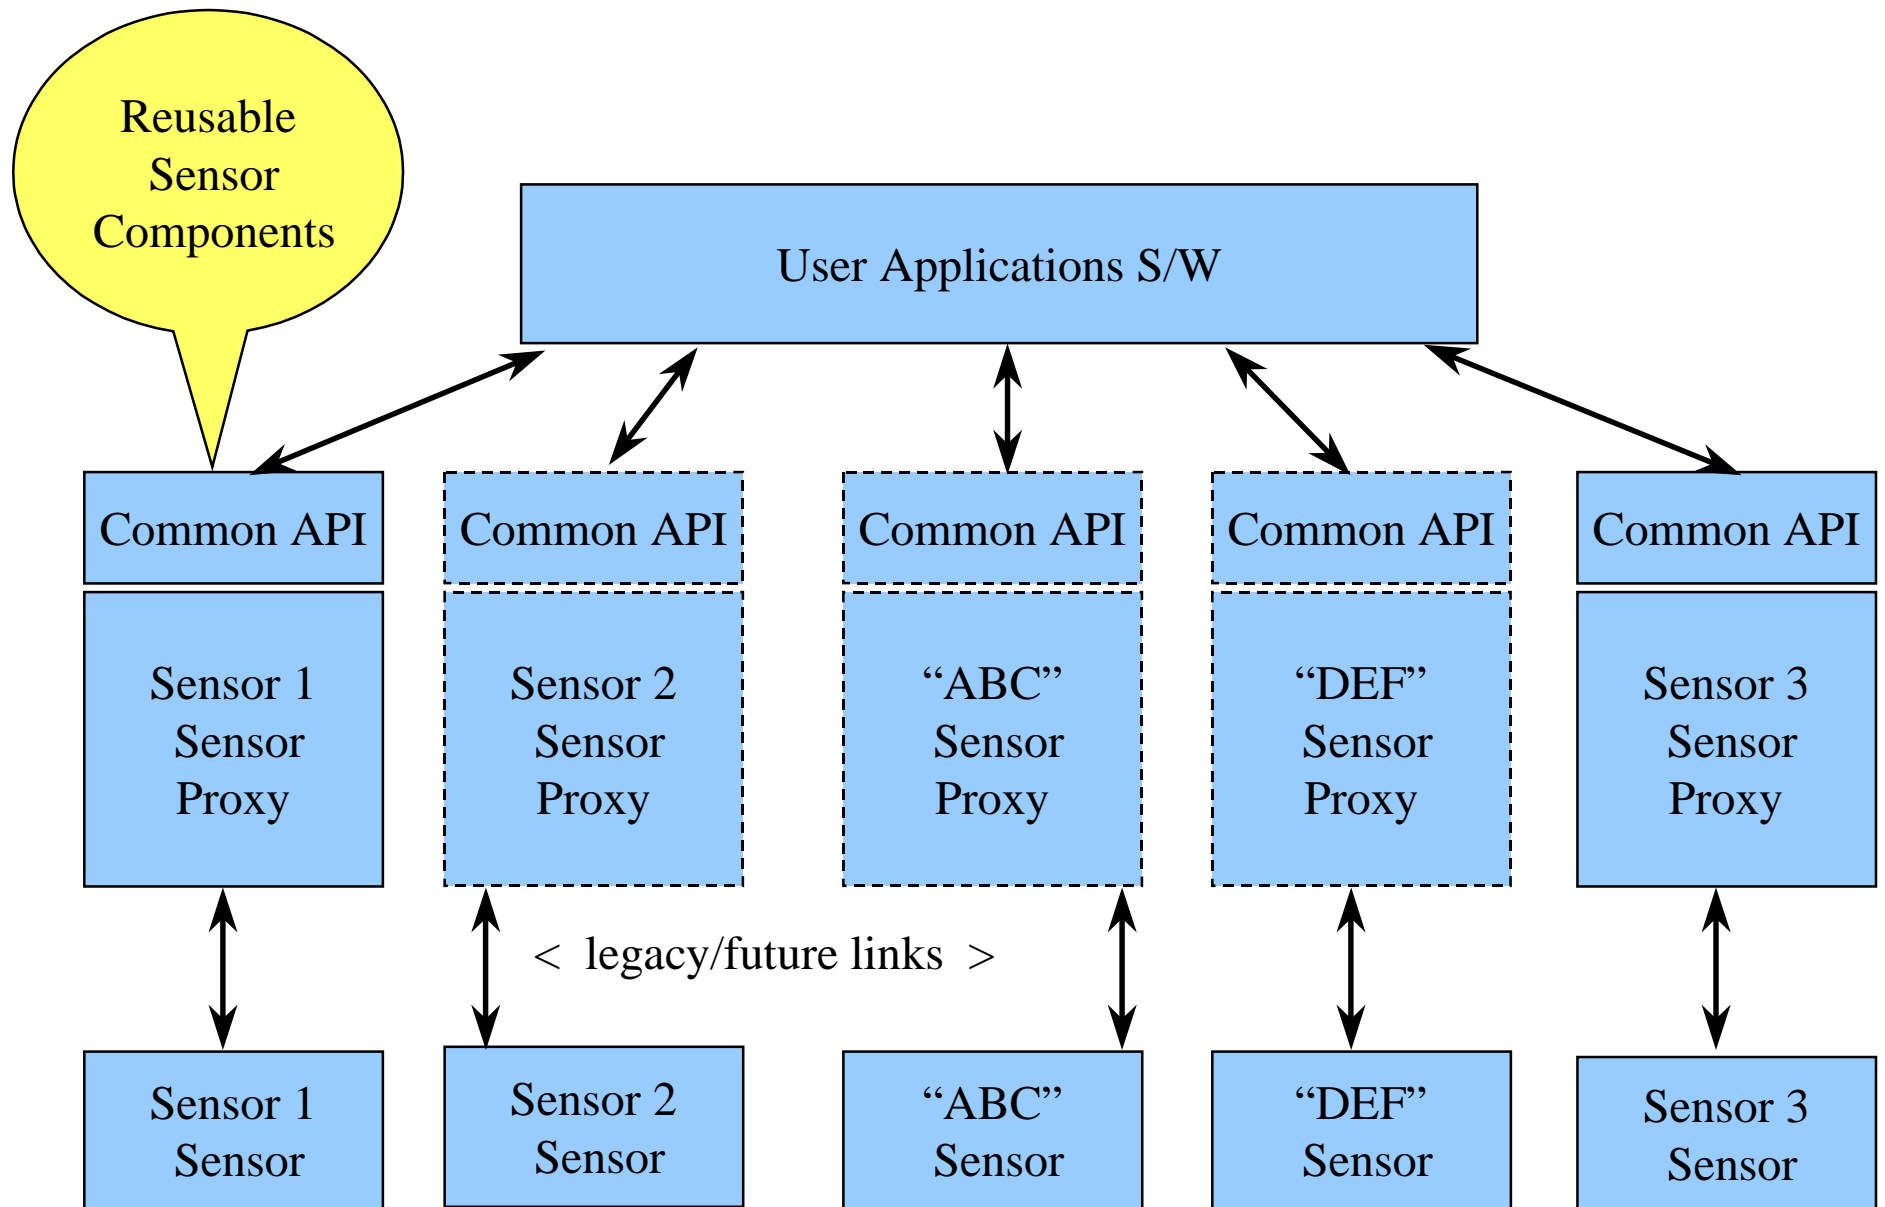 Reusable
Sensor
Components
User Applications S/W
Common API
Common API
Common API
Common API
Common API
Sensor 1
Sensor
Proxy
Sensor 2
Sensor
Proxy
“ABC”
Sensor
Proxy
“DEF”
Sensor
Proxy
Sensor 3
Sensor
Proxy
< legacy/future links >
Sensor 1
Sensor
Sensor 2
Sensor
“ABC”
Sensor
“DEF”
Sensor
Sensor 3
Sensor